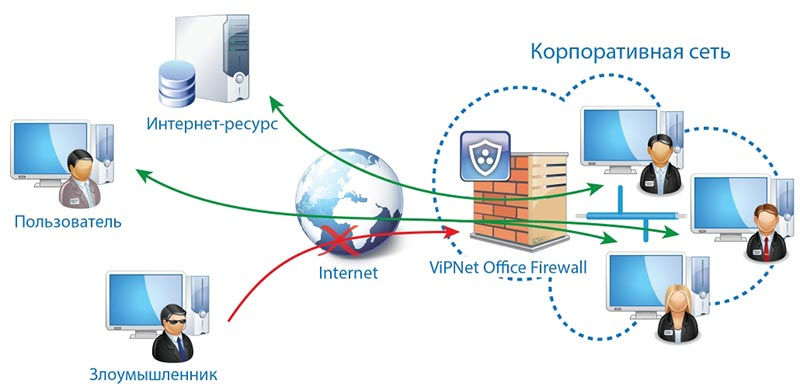 Корпоративная сеть
Интернет-ресурс
Пользователь
Internet
ViPNet Office Firewall
Злоумышленник